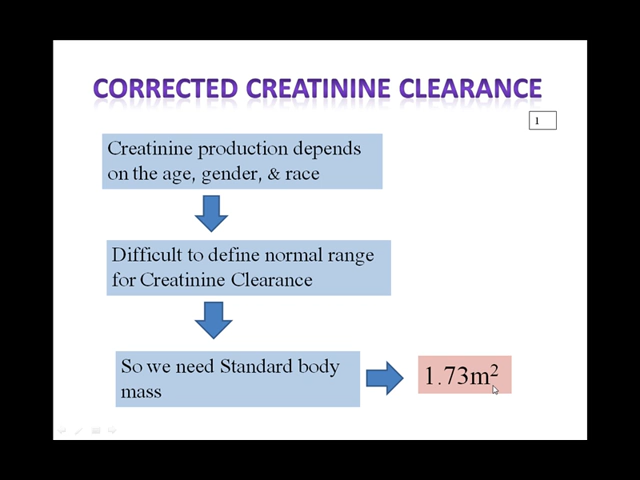 CORRECTED CREATININE CLEARANCE
1
Creatinine production depends
on the age, gender, & race
Difficult to define normal range
for Creatinine Clearance
So we need Standard body
mass
1.73m²